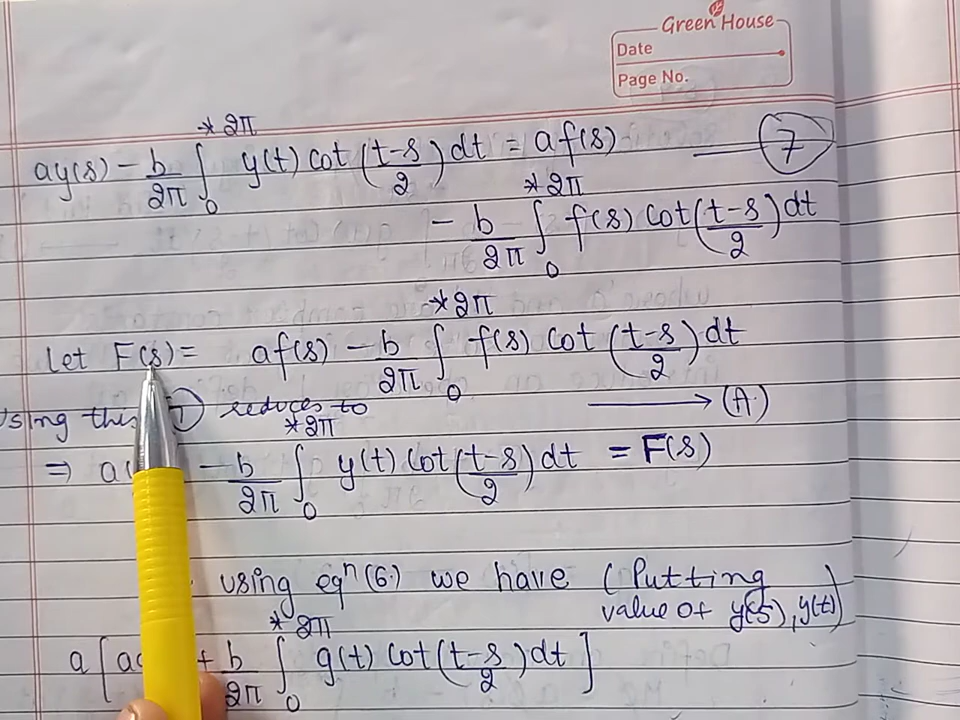 Green House
Date
Page No.
* 2π
ay(s) - b/2π ∫0 y(t) cot (t-s/2) dt = af(s) —— 7
* 2π
- b/2π ∫0 f(s) cot (t-s/2) dt
* 2π
let F(s) = af(s) - b/2π ∫0 f(s) cot (t-s/2) dt
——→ (A)
reduces to
* 2π
⇒ - b/2π ∫0 y(t) cot (t-s/2) dt = F(s)
using eqⁿ(6) we have (Putting
value of y(s), y(t))
* 2π
a [ + b/2π ∫0 g(t) cot (t-s/2) dt ]